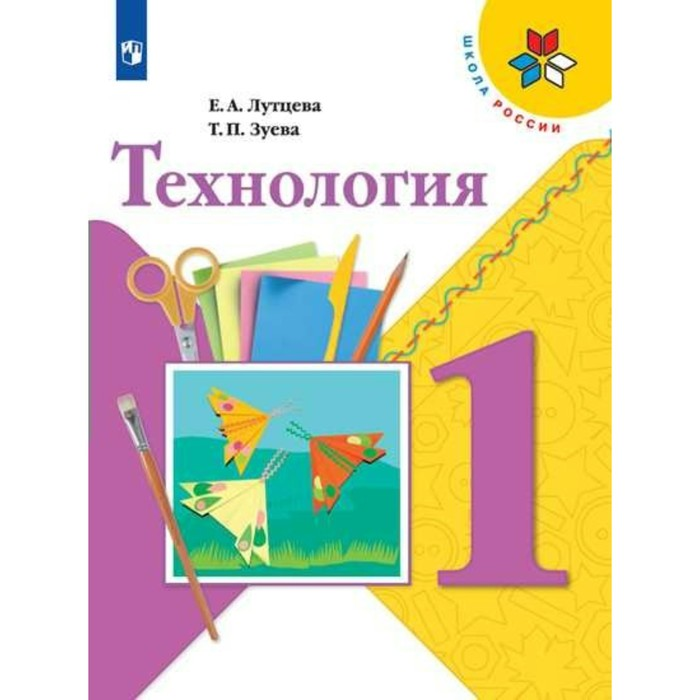 ШКОЛА РОССИИ
Е. А. Лутцева
Т. П. Зуева
Технология
1